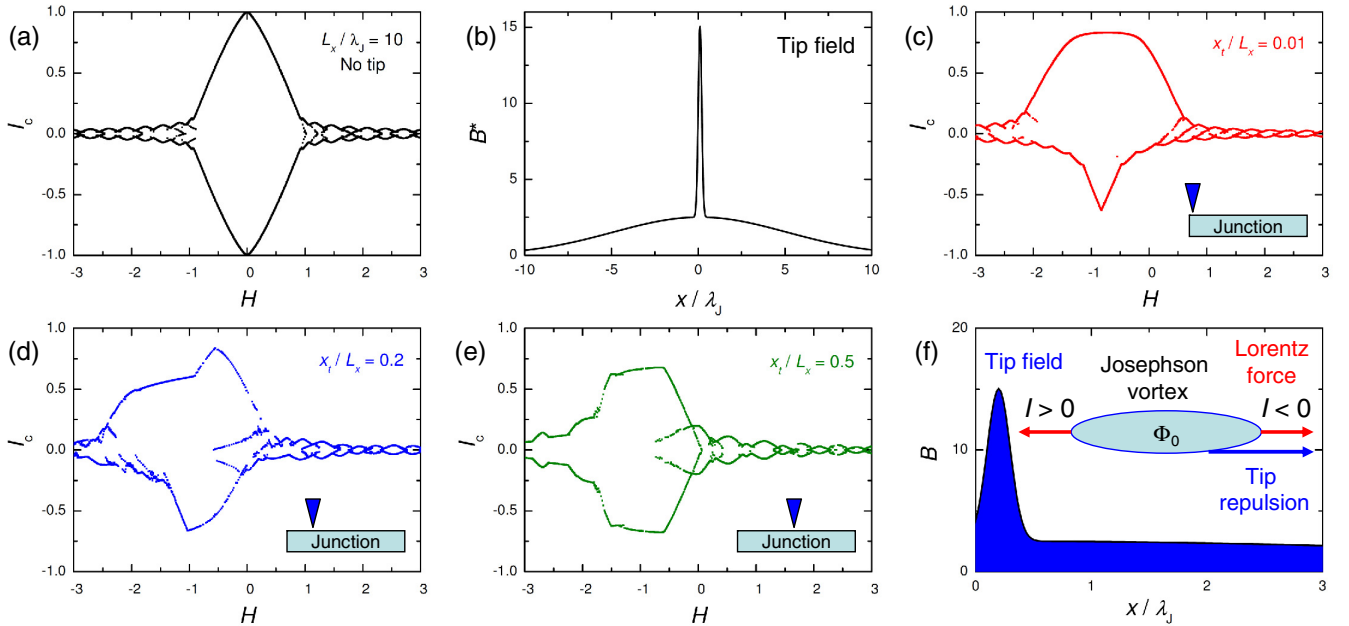 (a)
L_x / λ_J = 10
No tip
1.0
0.5
0.0
-0.5
-1.0
I_c
-3 -2 -1 0 1 2 3
H
(b)
Tip field
15
10
5
0
B*
-10 -5 0 5 10
x / λ_J
(c)
x_t / L_x = 0.01
1.0
0.5
0.0
-0.5
-1.0
I_c
Junction
-3 -2 -1 0 1 2 3
H
(d)
x_t / L_x = 0.2
1.0
0.5
0.0
-0.5
-1.0
I_c
Junction
-3 -2 -1 0 1 2 3
H
(e)
x_t / L_x = 0.5
1.0
0.5
0.0
-0.5
-1.0
I_c
Junction
-3 -2 -1 0 1 2 3
H
(f)
20
10
0
B
Tip field
Josephson
vortex
Lorentz
force
I > 0
I < 0
Φ_0
Tip
repulsion
0 1 2 3
x / λ_J